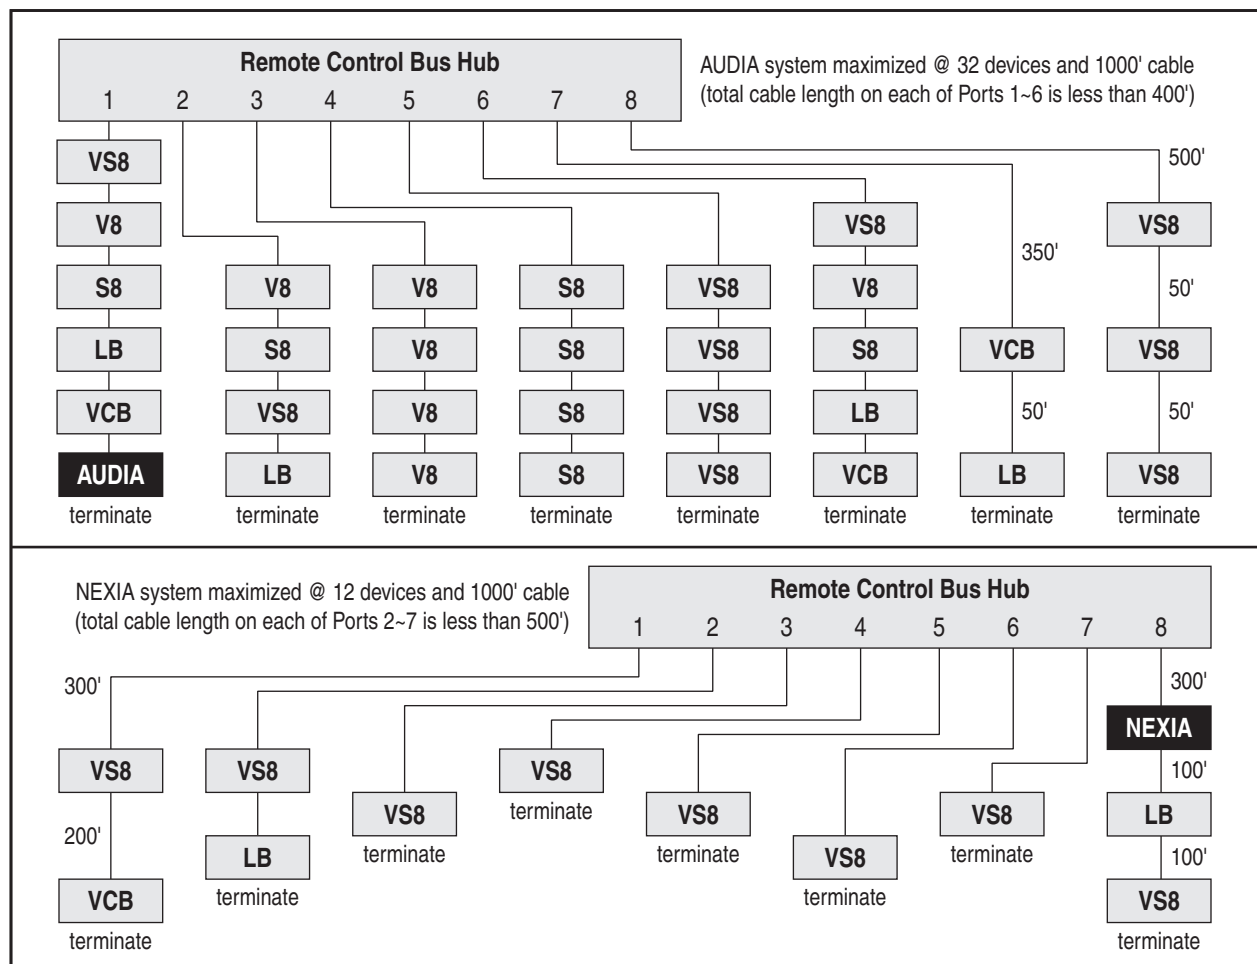 Remote Control Bus Hub
1 2 3 4 5 6 7 8
AUDIA system maximized @ 32 devices and 1000' cable
(total cable length on each of Ports 1~6 is less than 400')
VS8
500'
V8 VS8 VS8
350'
S8 V8 V8 S8 VS8 V8 50'
LB S8 V8 S8 VS8 S8 VCB VS8
VCB VS8 V8 S8 VS8 LB 50' 50'
AUDIA LB V8 S8 VS8 VCB LB VS8
terminate terminate terminate terminate terminate terminate terminate terminate
NEXIA system maximized @ 12 devices and 1000' cable
(total cable length on each of Ports 2~7 is less than 500')
Remote Control Bus Hub
1 2 3 4 5 6 7 8
300' 300'
NEXIA
VS8 VS8 VS8 100'
terminate
VS8 VS8 VS8 LB
200' LB terminate terminate VS8 terminate 100'
VCB terminate terminate VS8
terminate terminate